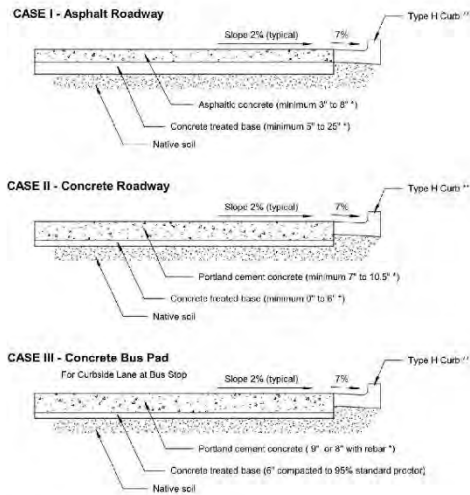 CASE I - Asphalt Roadway
Type H Curb **
Slope 2% (typical)
7%
Asphaltic concrete (minimum 3" to 8" *)
Concrete treated base (minimum 5" to 25" *)
Native soil
CASE II - Concrete Roadway
Type H Curb **
Slope 2% (typical)
7%
Portland cement concrete (minimum 7" to 10.5" *)
Concrete treated base (minimum 0" to 6" *)
Native soil
CASE III - Concrete Bus Pad
Type H Curb **
For Curbside Lane at Bus Stop
Slope 2% (typical)
7%
Portland cement concrete ( 9" or 8" with rebar *)
Concrete treated base (6" compacted to 95% standard proctor)
Native soil